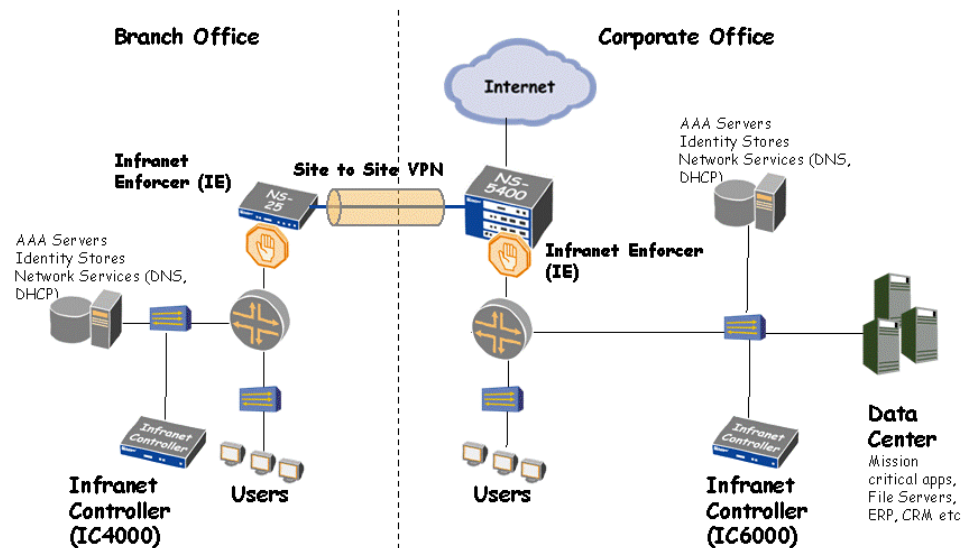 Branch Office
Corporate Office
Internet
AAA Servers
Identity Stores
Network Services (DNS,
DHCP)
Infranet
Enforcer (IE)
Site to Site VPN
NS-
25
NS-
5400
Infranet Enforcer
(IE)
AAA Servers
Identity Stores
Network Services (DNS,
DHCP)
Infranet
Controller
Infranet
Controller
(IC4000)
Users
Users
Infranet
Controller
Infranet
Controller
(IC6000)
Data
Center
Mission
critical apps,
File Servers,
ERP, CRM etc